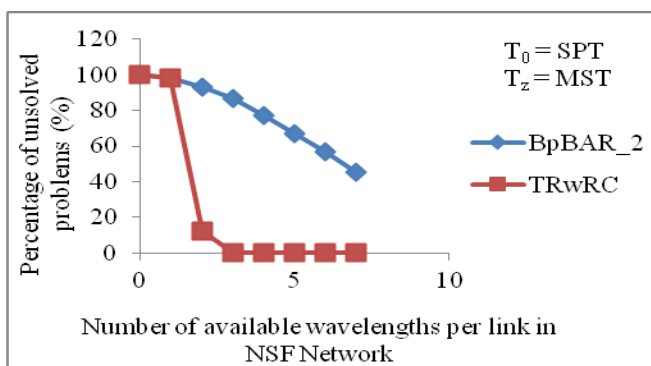 120
100
80
60
40
20
0
0
5
10
Percentage of unsolved
problems (%)
Number of available wavelengths per link in
NSF Network
T₀ = SPT
T_z = MST
BpBAR_2
TRwRC